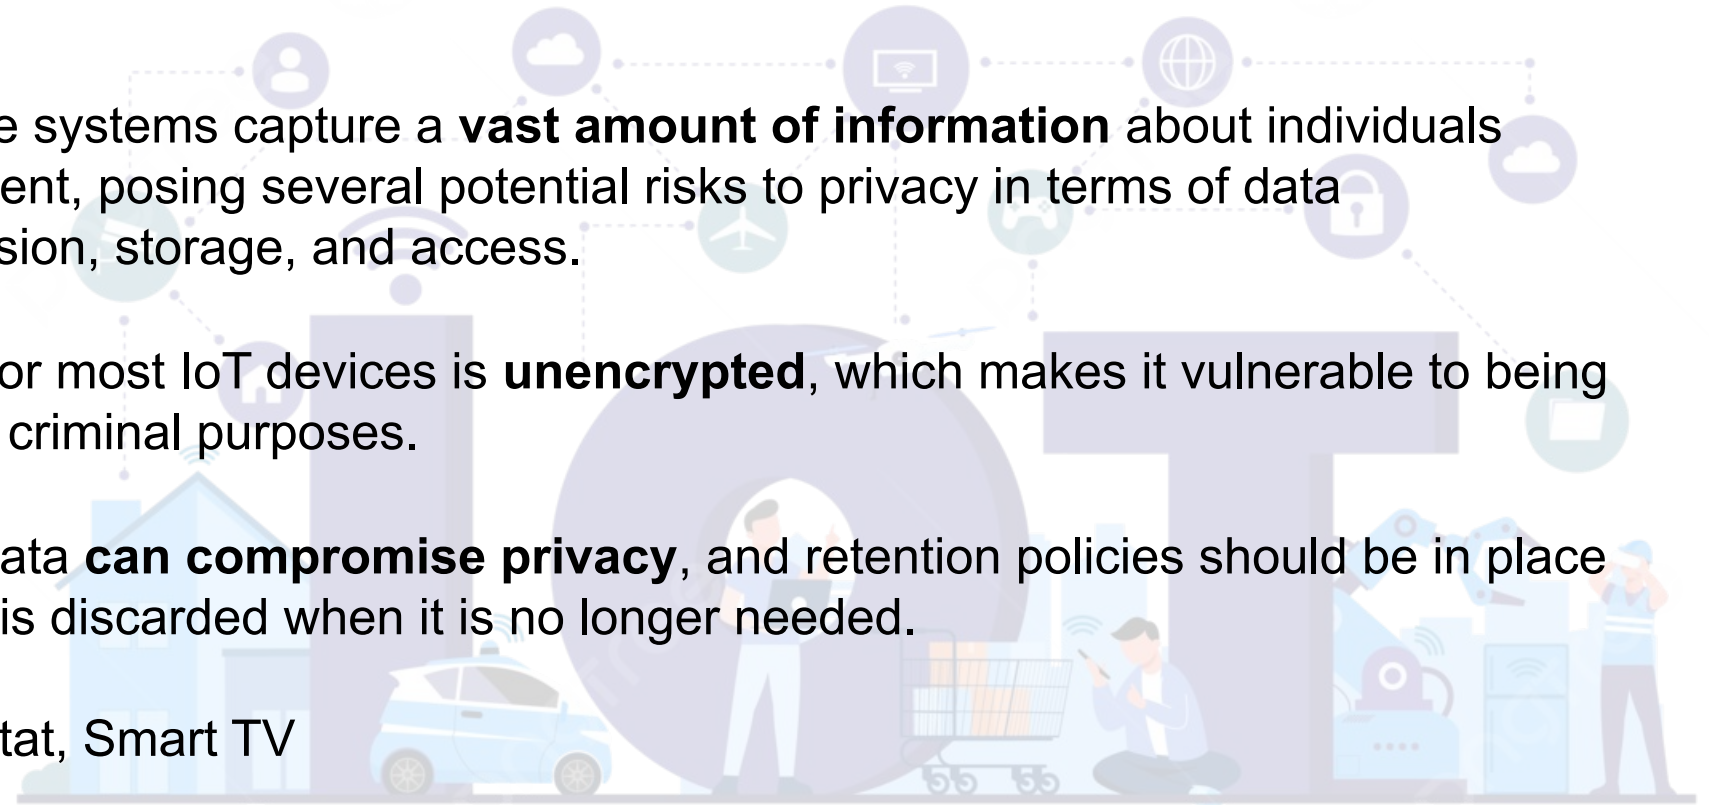 e systems capture a vast amount of information about individuals
ent, posing several potential risks to privacy in terms of data
sion, storage, and access.
or most IoT devices is unencrypted, which makes it vulnerable to being
criminal purposes.
ata can compromise privacy, and retention policies should be in place
is discarded when it is no longer needed.
tat, Smart TV
IOT